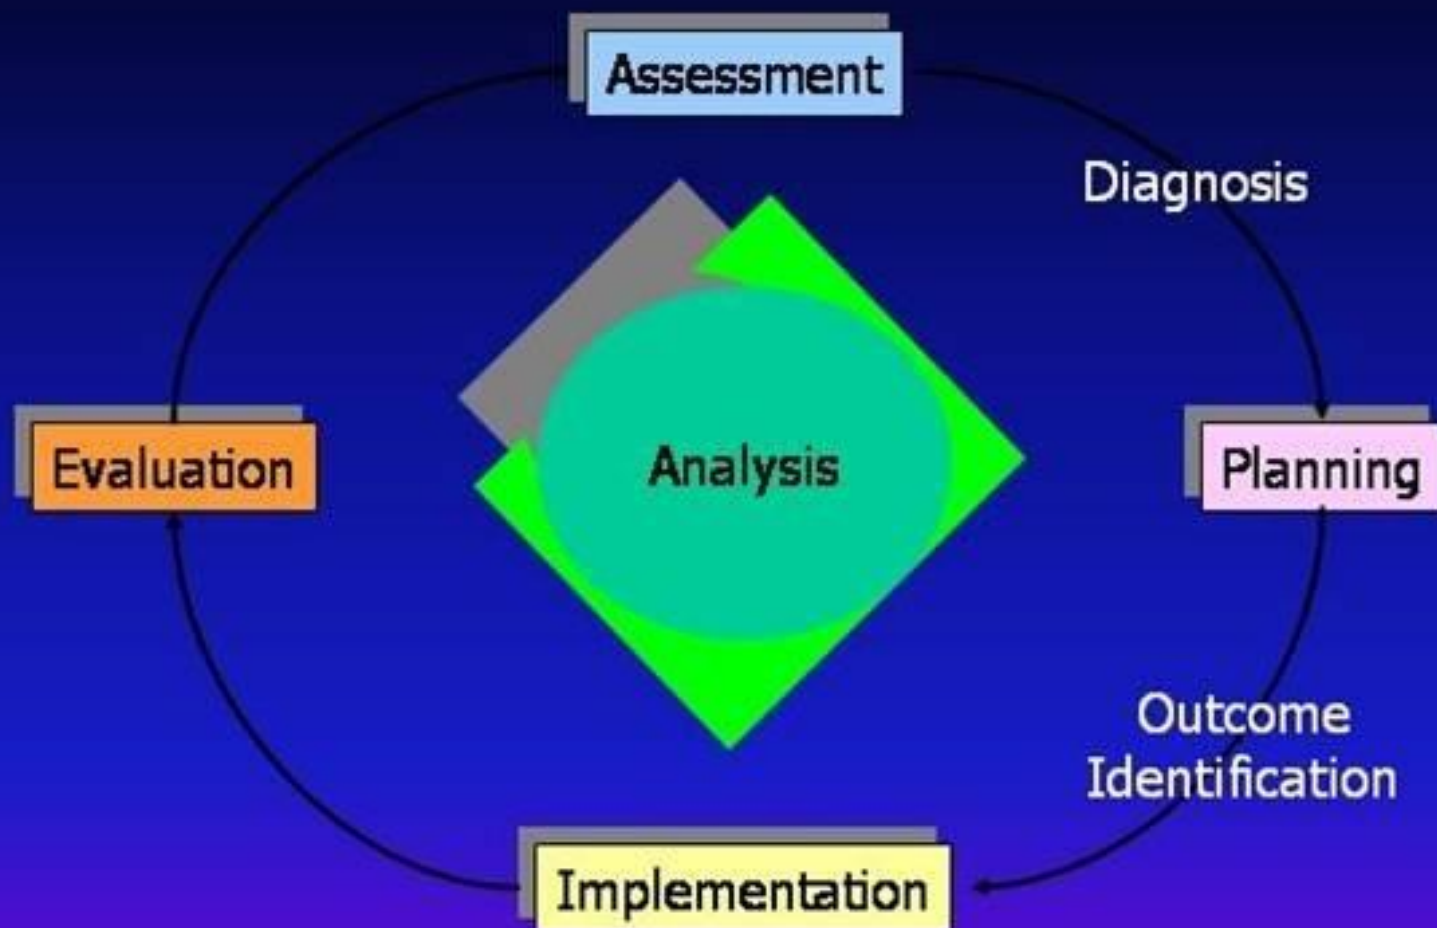 Assessment
Diagnosis
Evaluation
Analysis
Planning
Outcome
Identification
Implementation